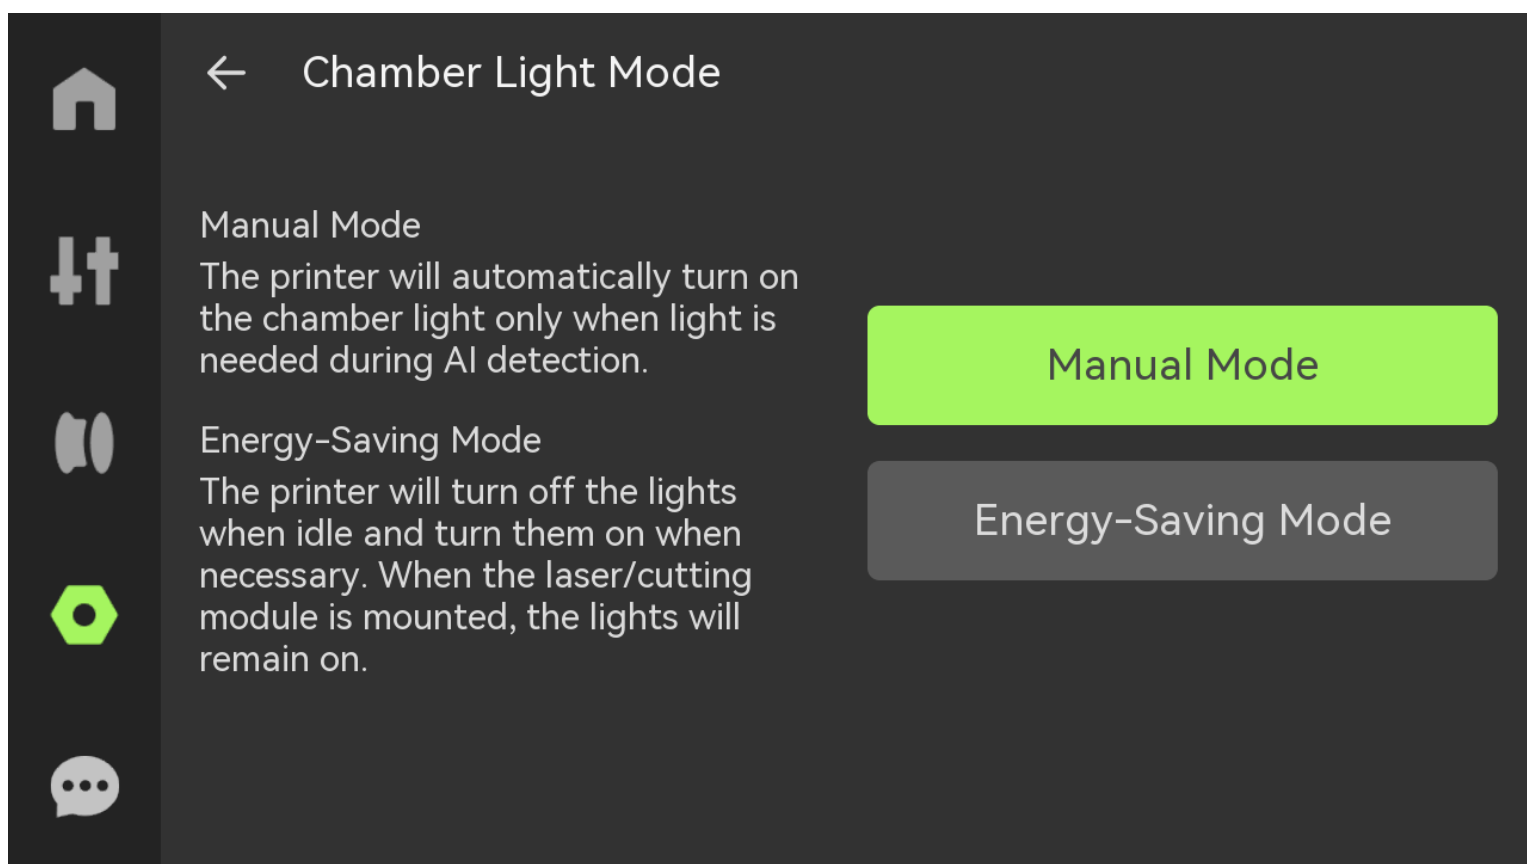 Chamber Light Mode
Manual Mode
The printer will automatically turn on
the chamber light only when light is
needed during AI detection.
Energy-Saving Mode
The printer will turn off the lights
when idle and turn them on when
necessary. When the laser/cutting
module is mounted, the lights will
remain on.
Manual Mode
Energy-Saving Mode